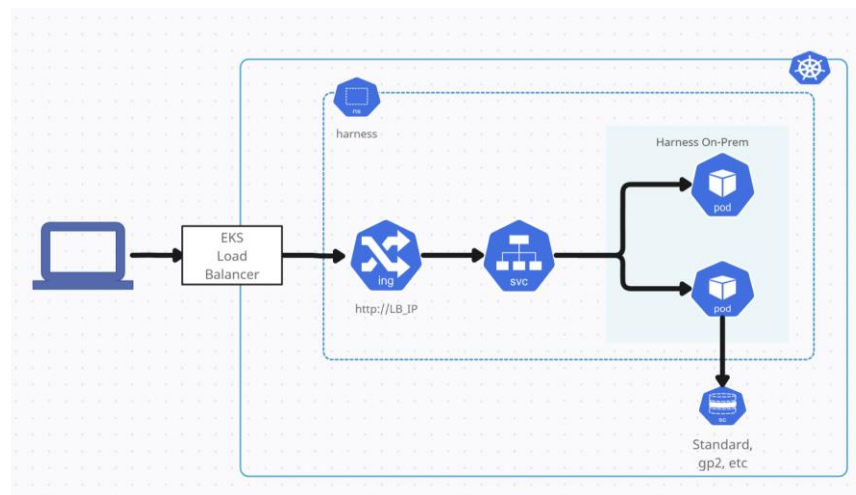 ns
harness
Harness On-Prem
pod
EKS
Load
Balancer
ing
svc
http://LB_IP
pod
sc
Standard,
gp2, etc